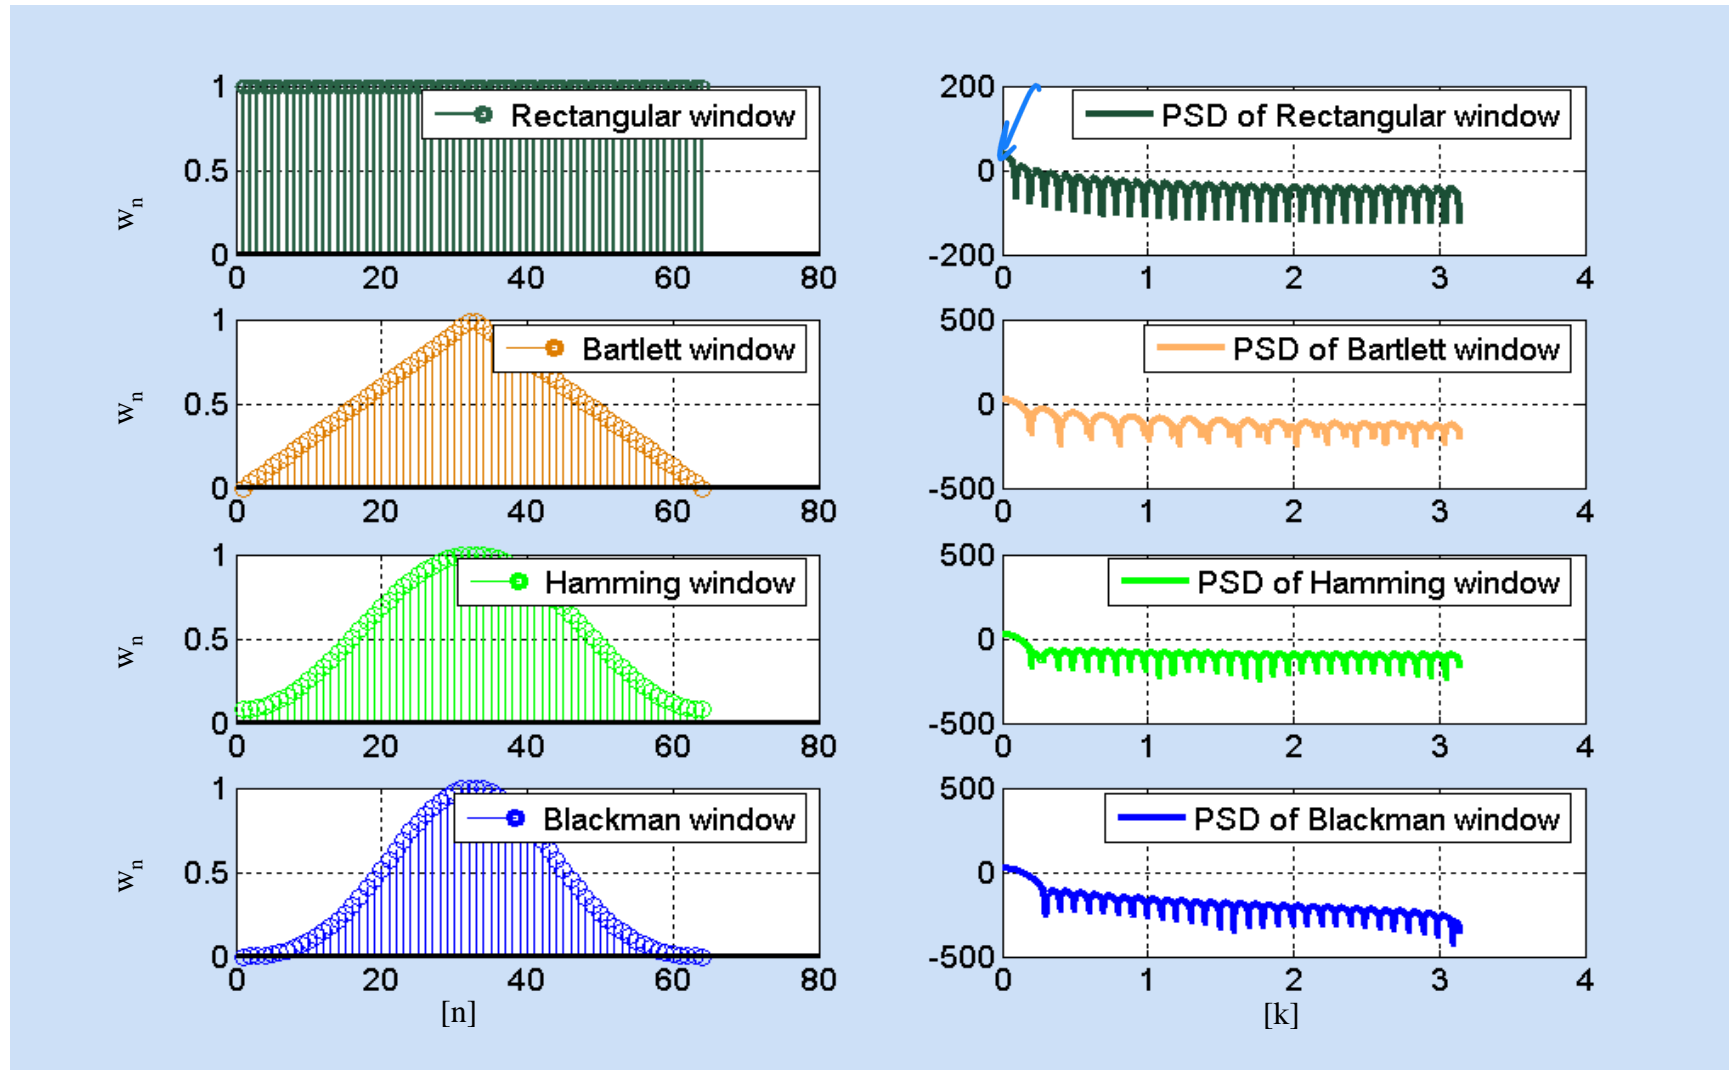 1
0.5
0
0 20 40 60 80
w n
Rectangular window
200
0
-200
0 1 2 3 4
PSD of Rectangular window
1
0.5
0
0 20 40 60 80
w n
Bartlett window
500
0
-500
0 1 2 3 4
PSD of Bartlett window
1
0.5
0
0 20 40 60 80
w n
Hamming window
500
0
-500
0 1 2 3 4
PSD of Hamming window
1
0.5
0
0 20 40 60 80
w n
Blackman window
[n]
500
0
-500
0 1 2 3 4
PSD of Blackman window
[k]